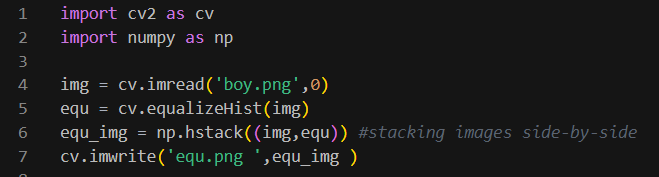 1 import cv2 as cv
2 import numpy as np
3
4 img = cv.imread('boy.png',0)
5 equ = cv.equalizeHist(img)
6 equ_img = np.hstack((img,equ)) #stacking images side-by-side
7 cv.imwrite('equ.png ',equ_img )